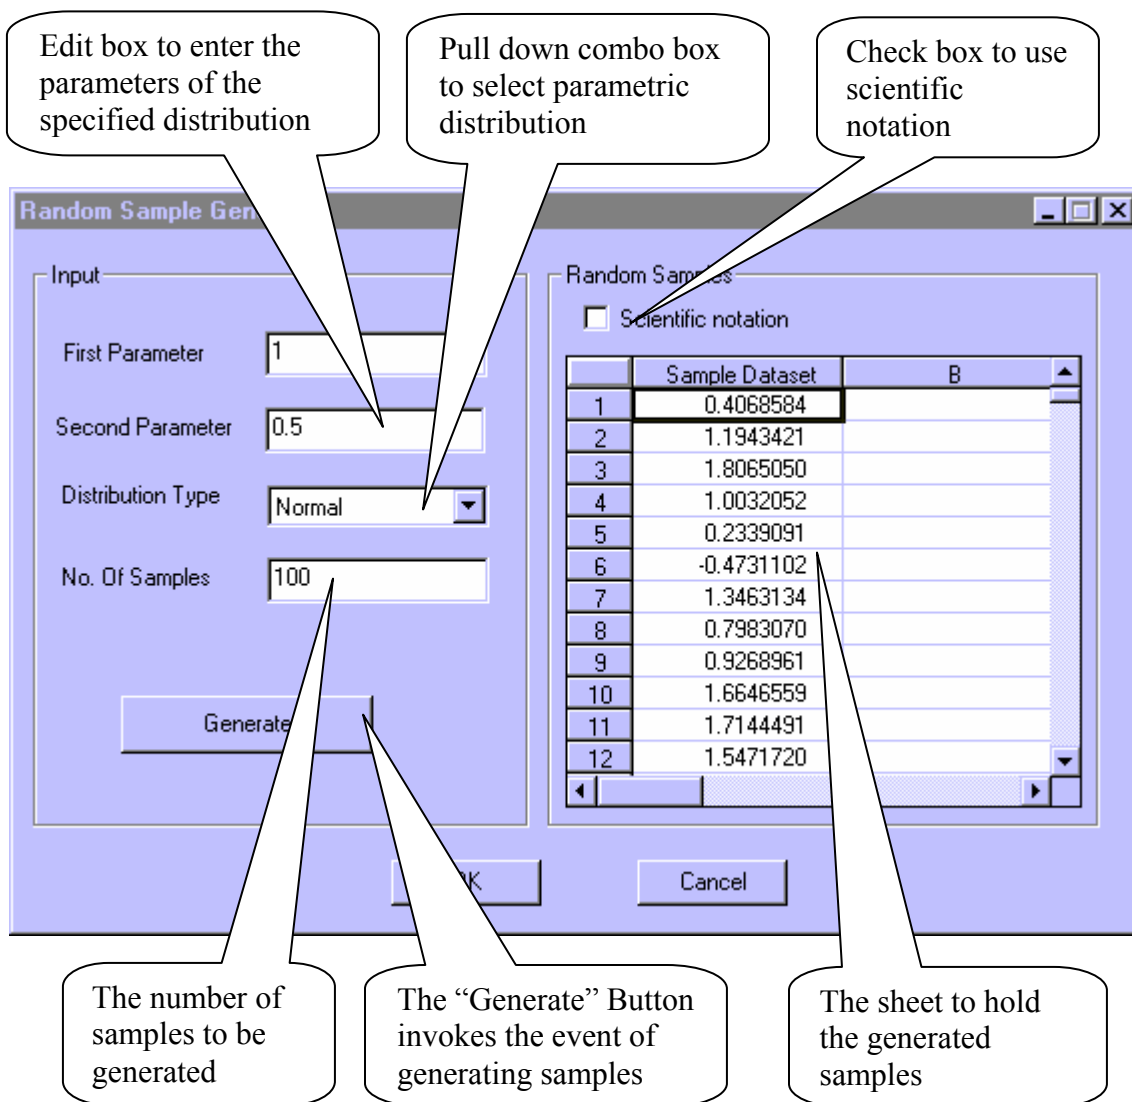 Edit box to enter the
parameters of the
specified distribution
Pull down combo box
to select parametric
distribution
Check box to use
scientific
notation
Random Sample Gen
Input
First Parameter
1
Second Parameter
0.5
Distribution Type
Normal
No. Of Samples
100
Generate
Random Samples
Scientific notation
Sample Dataset B
1 0.4068584
2 1.1943421
3 1.8065050
4 1.0032052
5 0.2339091
6 -0.4731102
7 1.3463134
8 0.7983070
9 0.9268961
10 1.6646559
11 1.7144491
12 1.5471720
OK
Cancel
The number of
samples to be
generated
The “Generate” Button
invokes the event of
generating samples
The sheet to hold
the generated
samples